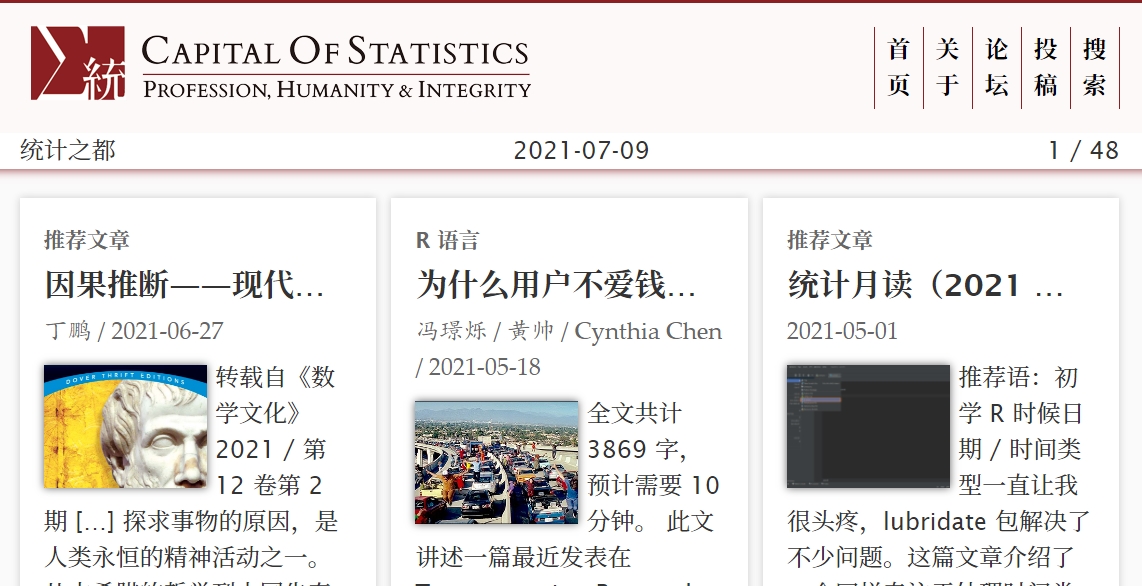 統
CAPITAL OF STATISTICS
PROFESSION, HUMANITY & INTEGRITY
首页
关于
论坛
投稿
搜索
统计之都
2021-07-09
1 / 48
推荐文章
因果推断——现代...
丁鹏 / 2021-06-27
DOVER THRIFT EDITIONS
转载自《数
学文化》
2021 / 第
12 卷第 2
期 [...] 探求事物的原因，是
人类永恒的精神活动之一。
R 语言
为什么用户不爱钱...
冯璟烁 / 黄帅 / Cynthia Chen
/ 2021-05-18
全文共计
3869 字，
预计需要 10
分钟。 此文
讲述一篇最近发表在
推荐文章
统计月读（2021 ...
2021-05-01
推荐语：初
学 R 时候日
期 / 时间类
型一直让我
很头疼，lubridate 包解决了
不少问题。这篇文章介绍了